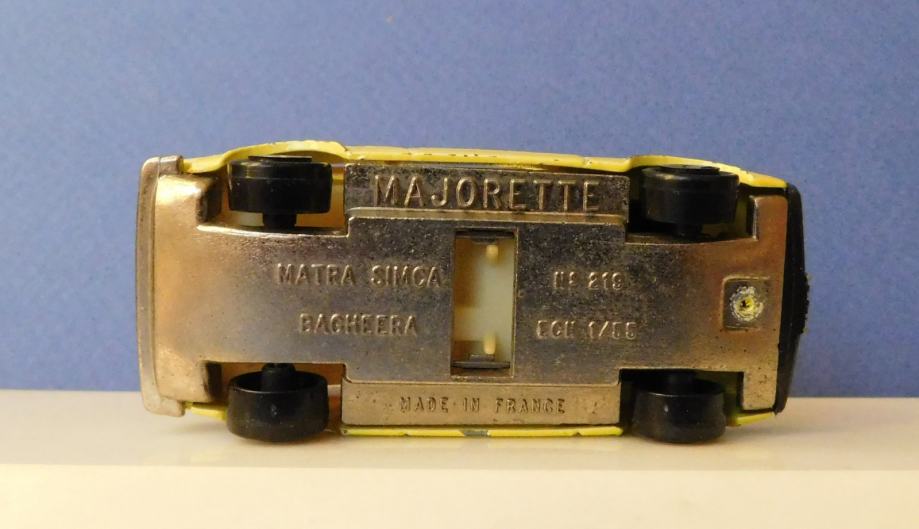 MAJORETTE
MATRA SIMCA
BAGHEERA
Nº 219
ECH 1/55
MADE IN FRANCE